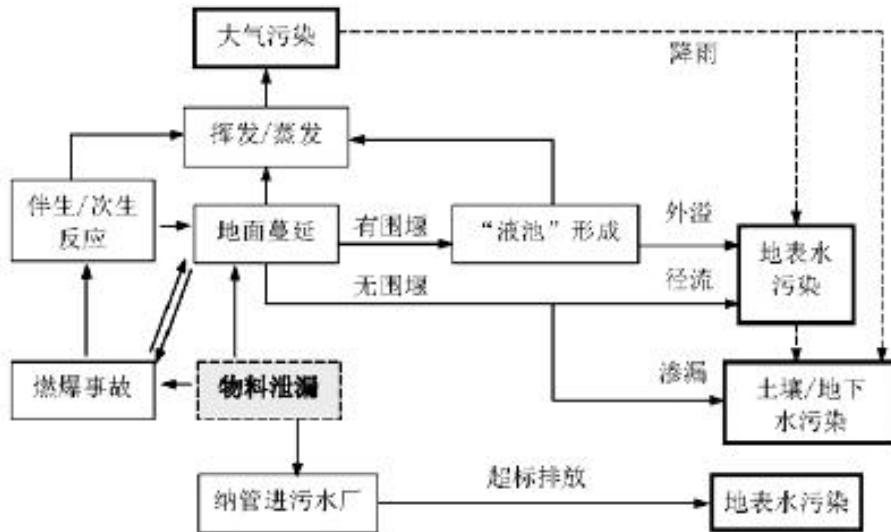 大气污染
降雨
挥发/蒸发
伴生/次生
反应
地面蔓延
有围堰
“液池”形成
外溢
地表水
污染
无围堰
径流
燃爆事故
物料泄漏
渗漏
土壤/地下
水污染
纳管进污水厂
超标排放
地表水污染